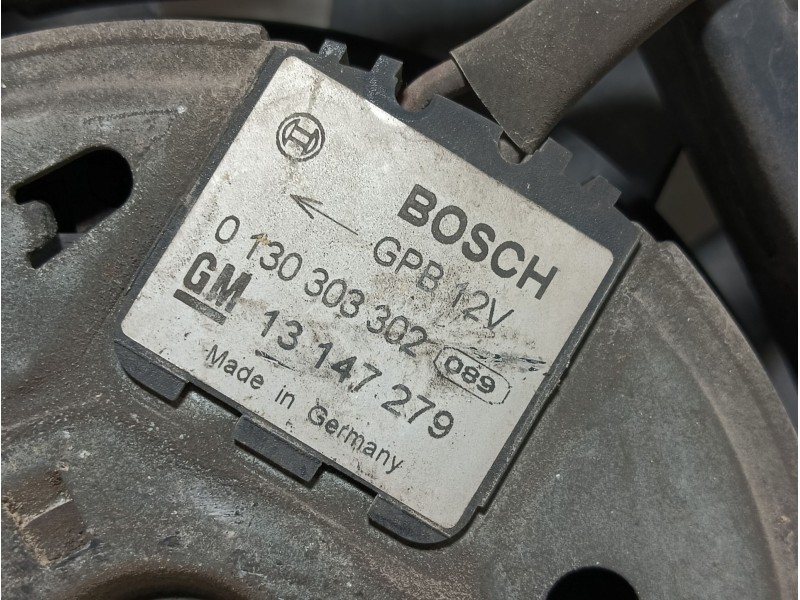 BOSCH
GPB 12V
0 130 303 302 089
GM 13 147 279
Made in Germany